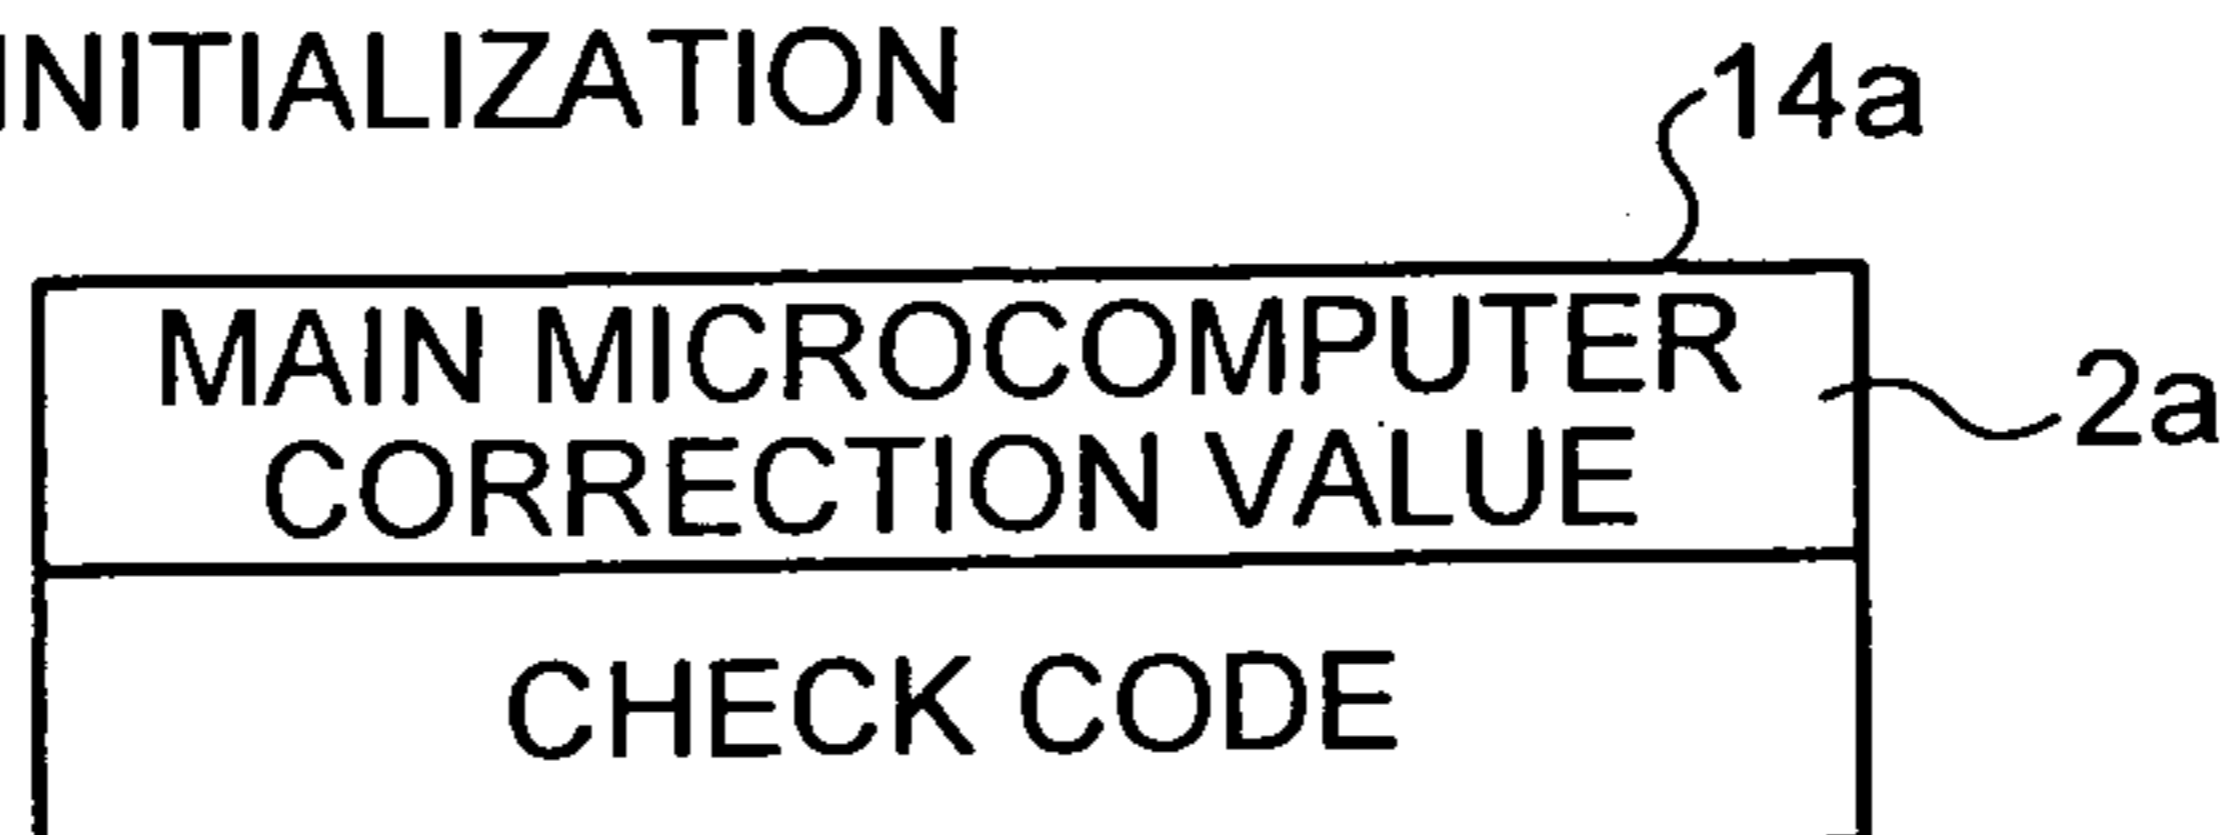 INITIALIZATION
14a
MAIN MICROCOMPUTER
CORRECTION VALUE
2a
CHECK CODE